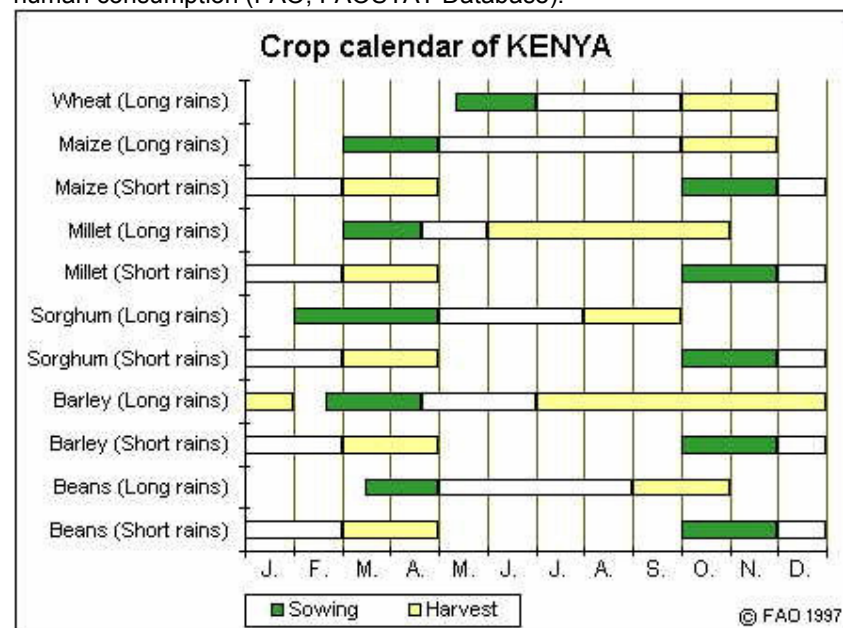 human consumption (FAO, FAOSTAT Database).
Crop calendar of KENYA
Wheat (Long rains)
Maize (Long rains)
Maize (Short rains)
Millet (Long rains)
Millet (Short rains)
Sorghum (Long rains)
Sorghum (Short rains)
Barley (Long rains)
Barley (Short rains)
Beans (Long rains)
Beans (Short rains)
J. F. M. A. M. J. J. A. S. O. N. D.
Sowing Harvest
© FAO 1997